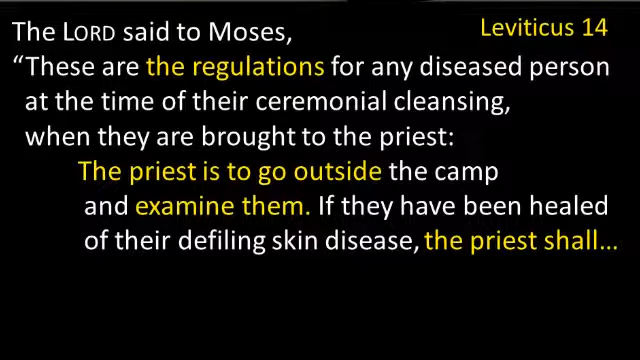 Leviticus 14
The LORD said to Moses,
“These are the regulations for any diseased person
at the time of their ceremonial cleansing,
when they are brought to the priest:
The priest is to go outside the camp
and examine them. If they have been healed
of their defiling skin disease, the priest shall…